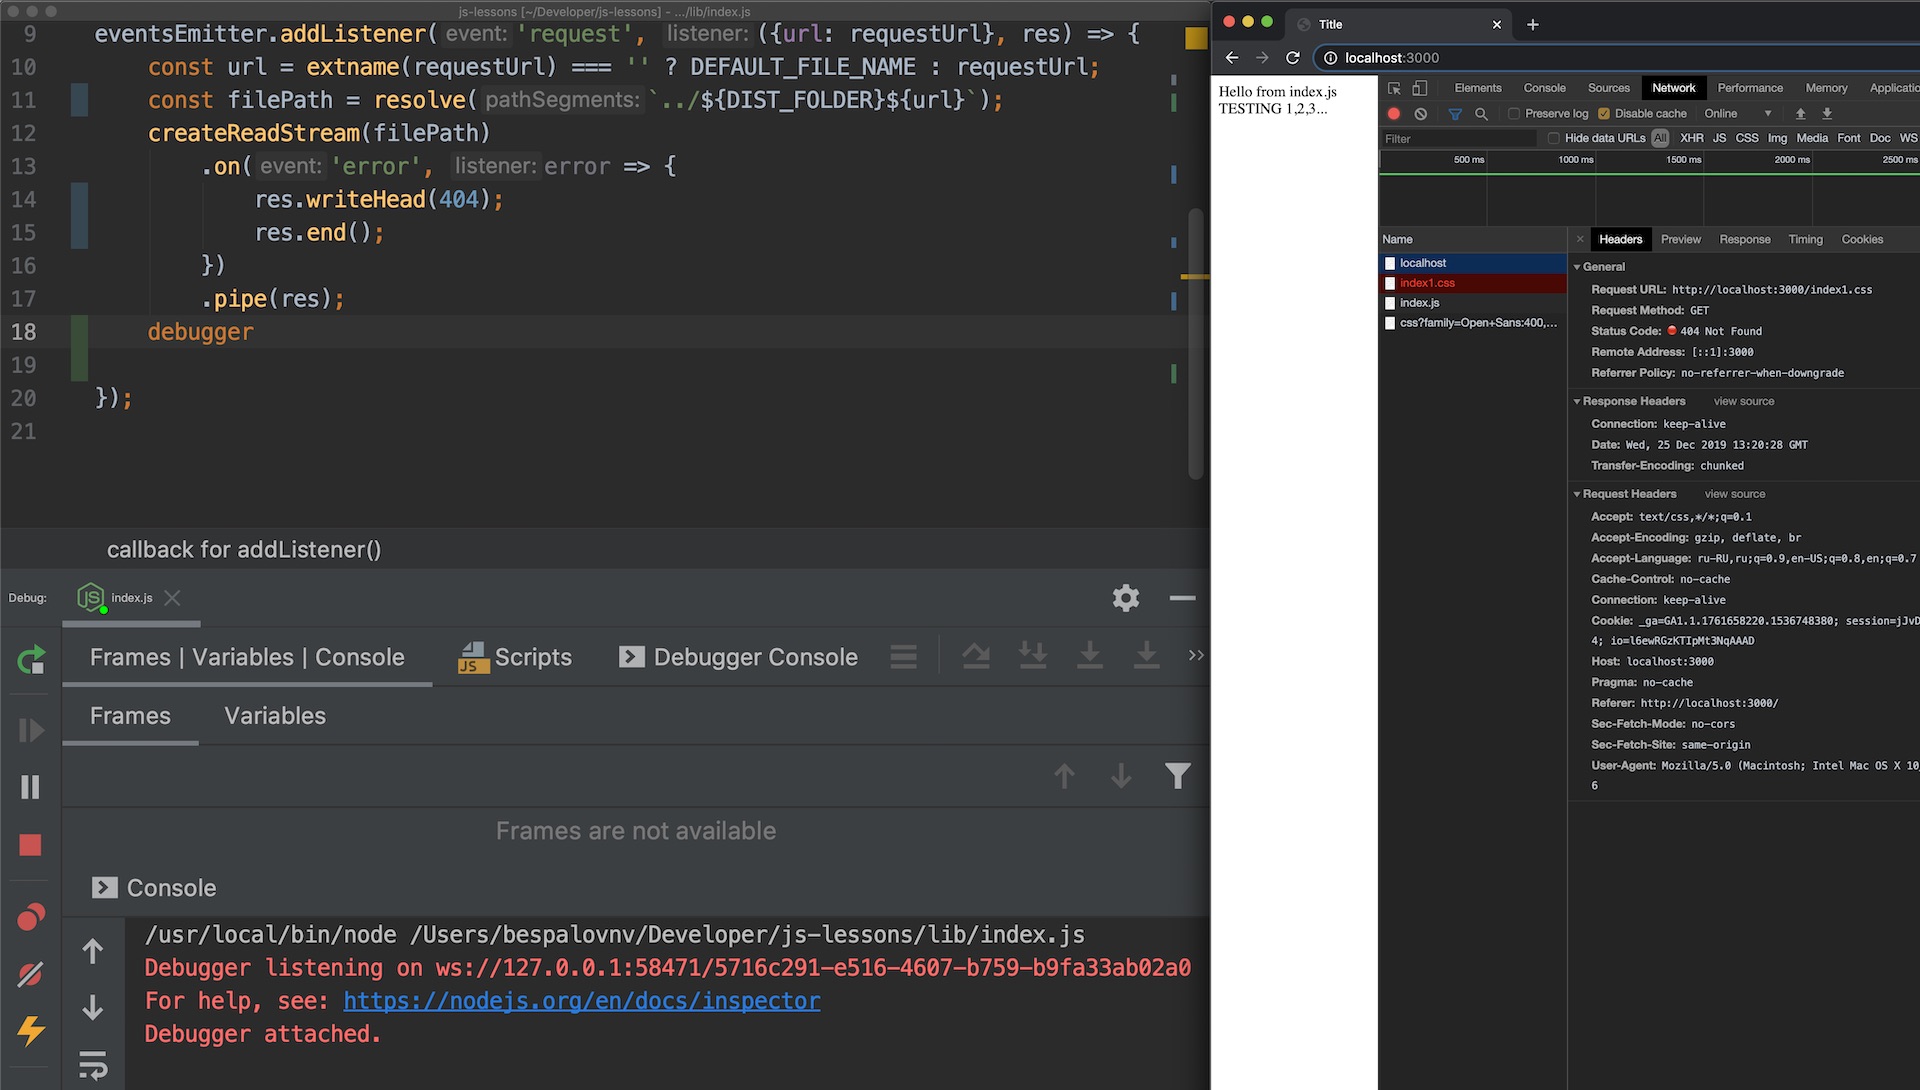 js-lessons [~/Developer/js-lessons] - .../lib/index.js
9 eventsEmitter.addListener( event: 'request', listener: ({url: requestUrl}, res) => {
10 const url = extname(requestUrl) === '' ? DEFAULT_FILE_NAME : requestUrl;
11 const filePath = resolve( pathSegments: `../${DIST_FOLDER}${url}`);
12 createReadStream(filePath)
13 .on( event: 'error', listener: error => {
14 res.writeHead(404);
15 res.end();
16 })
17 .pipe(res);
18 debugger
19
20 });
21
callback for addListener()
Debug: index.js
Frames | Variables | Console Scripts Debugger Console
Frames Variables
Frames are not available
Console
/usr/local/bin/node /Users/bespalovnv/Developer/js-lessons/lib/index.js
Debugger listening on ws://127.0.0.1:58471/5716c291-e516-4607-b759-b9fa33ab02a0
For help, see: https://nodejs.org/en/docs/inspector
Debugger attached.
Title
localhost:3000
Hello from index.js
TESTING 1,2,3...
Elements Console Sources Network Performance Memory Applicatio
Preserve log Disable cache Online
Filter Hide data URLs All XHR JS CSS Img Media Font Doc WS
500 ms 1000 ms 1500 ms 2000 ms 2500 ms
Name
localhost
index1.css
index.js
css?family=Open+Sans:400,...
Headers Preview Response Timing Cookies
General
Request URL: http://localhost:3000/index1.css
Request Method: GET
Status Code: 404 Not Found
Remote Address: [::1]:3000
Referrer Policy: no-referrer-when-downgrade
Response Headers view source
Connection: keep-alive
Date: Wed, 25 Dec 2019 13:20:28 GMT
Transfer-Encoding: chunked
Request Headers view source
Accept: text/css,*/*;q=0.1
Accept-Encoding: gzip, deflate, br
Accept-Language: ru-RU,ru;q=0.9,en-US;q=0.8,en;q=0.7
Cache-Control: no-cache
Connection: keep-alive
Cookie: _ga=GA1.1.1761658220.1536748380; session=jJvD
4; io=l6ewRGzKTIpMt3NqAAAD
Host: localhost:3000
Pragma: no-cache
Referer: http://localhost:3000/
Sec-Fetch-Mode: no-cors
Sec-Fetch-Site: same-origin
User-Agent: Mozilla/5.0 (Macintosh; Intel Mac OS X 10_
6